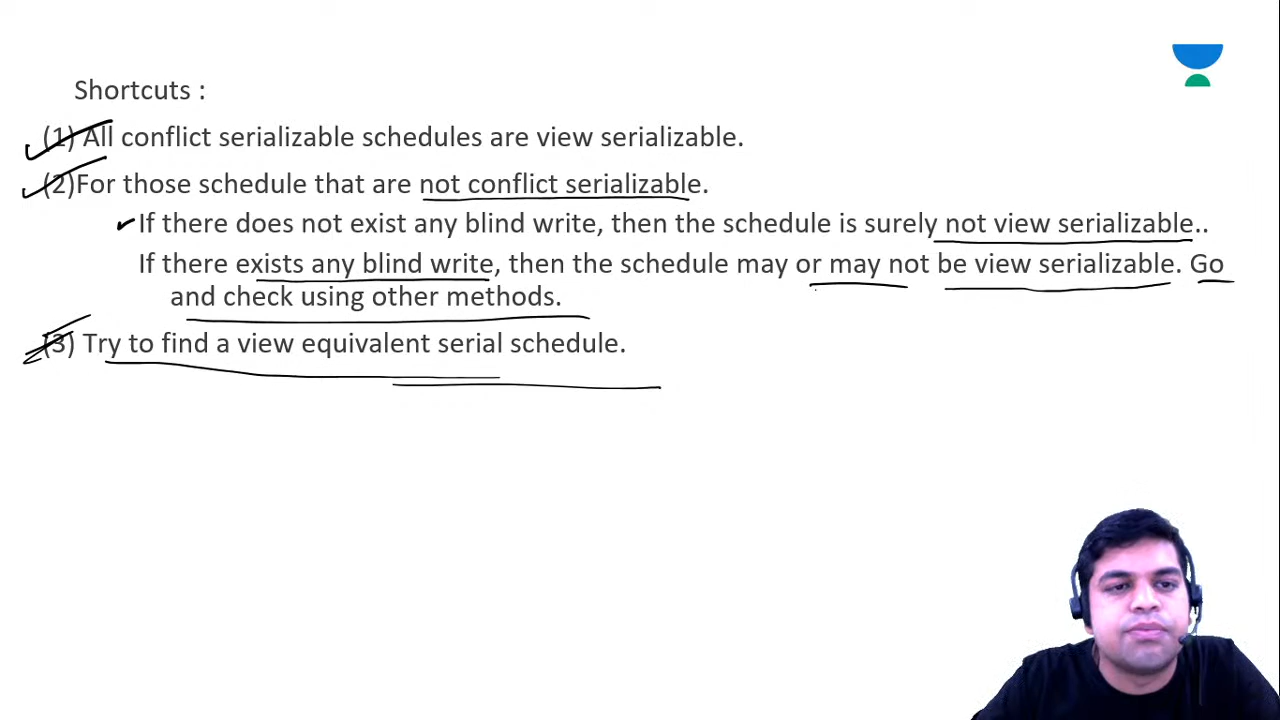 Shortcuts :
(1) All conflict serializable schedules are view serializable.
(2)For those schedule that are not conflict serializable.
If there does not exist any blind write, then the schedule is surely not view serializable..
If there exists any blind write, then the schedule may or may not be view serializable. Go
and check using other methods.
(3) Try to find a view equivalent serial schedule.